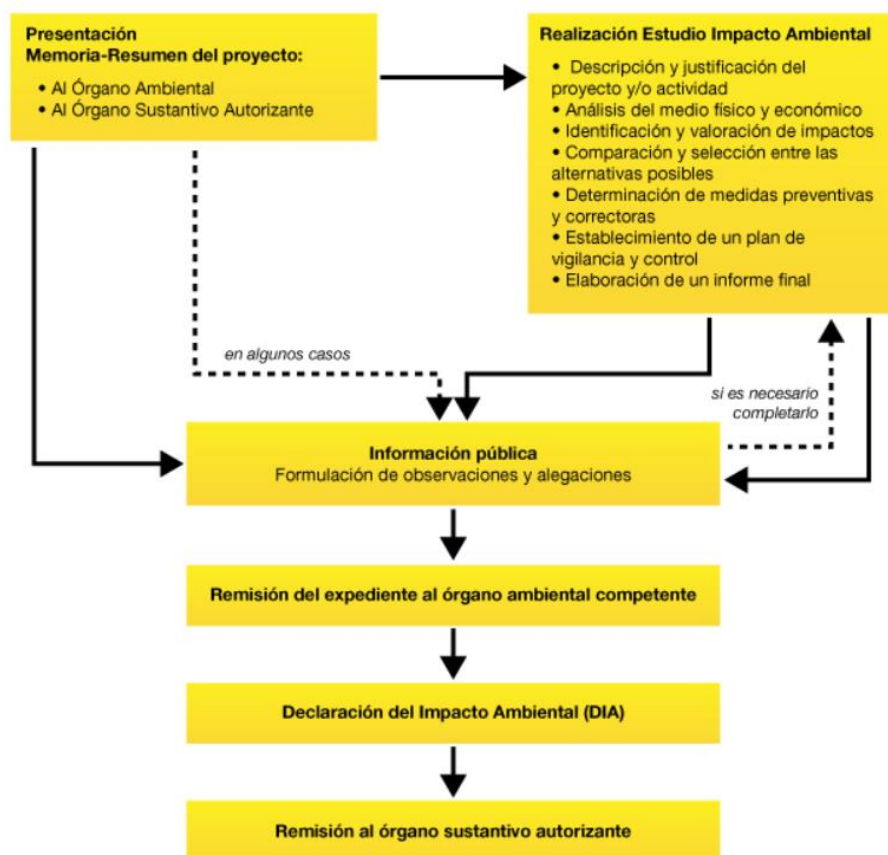 Presentación
Memoria-Resumen del proyecto:
• Al Órgano Ambiental
• Al Órgano Sustantivo Autorizante
Realización Estudio Impacto Ambiental
• Descripción y justificación del
proyecto y/o actividad
• Análisis del medio físico y económico
• Identificación y valoración de impactos
• Comparación y selección entre las
alternativas posibles
• Determinación de medidas preventivas
y correctoras
• Establecimiento de un plan de
vigilancia y control
• Elaboración de un informe final
en algunos casos
si es necesario
completarlo
Información pública
Formulación de observaciones y alegaciones
Remisión del expediente al órgano ambiental competente
Declaración del Impacto Ambiental (DIA)
Remisión al órgano sustantivo autorizante